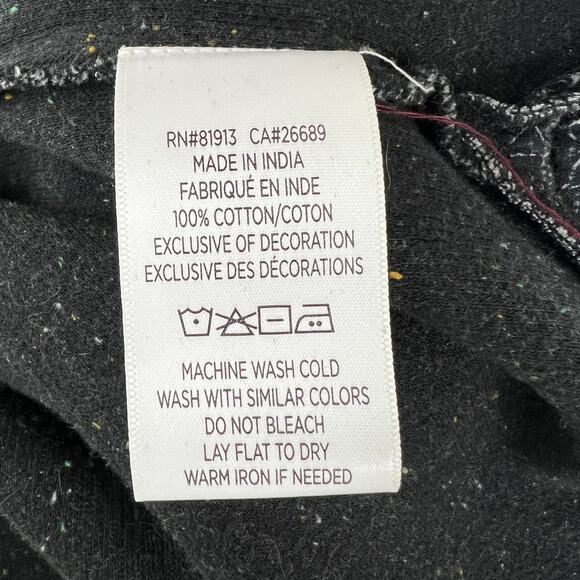 RN#81913 CA#26689
MADE IN INDIA
FABRIQUÉ EN INDE
100% COTTON/COTON
EXCLUSIVE OF DECORATION
EXCLUSIVE DES DÉCORATIONS
MACHINE WASH COLD
WASH WITH SIMILAR COLORS
DO NOT BLEACH
LAY FLAT TO DRY
WARM IRON IF NEEDED